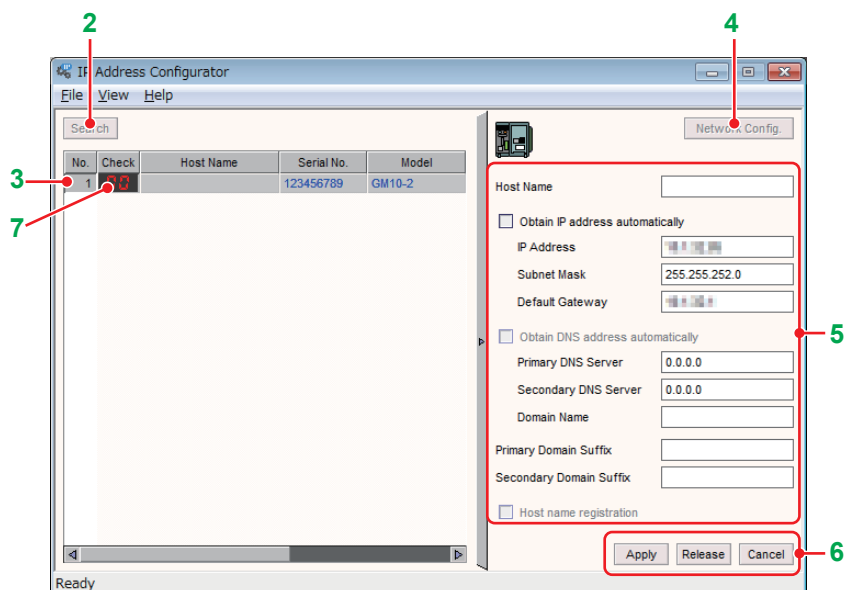 2
4
IP Address Configurator
File View Help
Search
Network Config.
No. Check Host Name Serial No. Model
3
1 00 123456789 GM10-2
7
Host Name
Obtain IP address automatically
IP Address
Subnet Mask 255.255.252.0
Default Gateway
5
Obtain DNS address automatically
Primary DNS Server 0.0.0.0
Secondary DNS Server 0.0.0.0
Domain Name
Primary Domain Suffix
Secondary Domain Suffix
Host name registration
Apply Release Cancel
6
Ready